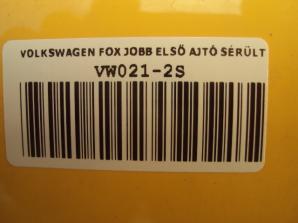 VOLKSWAGEN FOX JOBB ELSŐ AJTÓ SÉRÜLT
VW021-2S